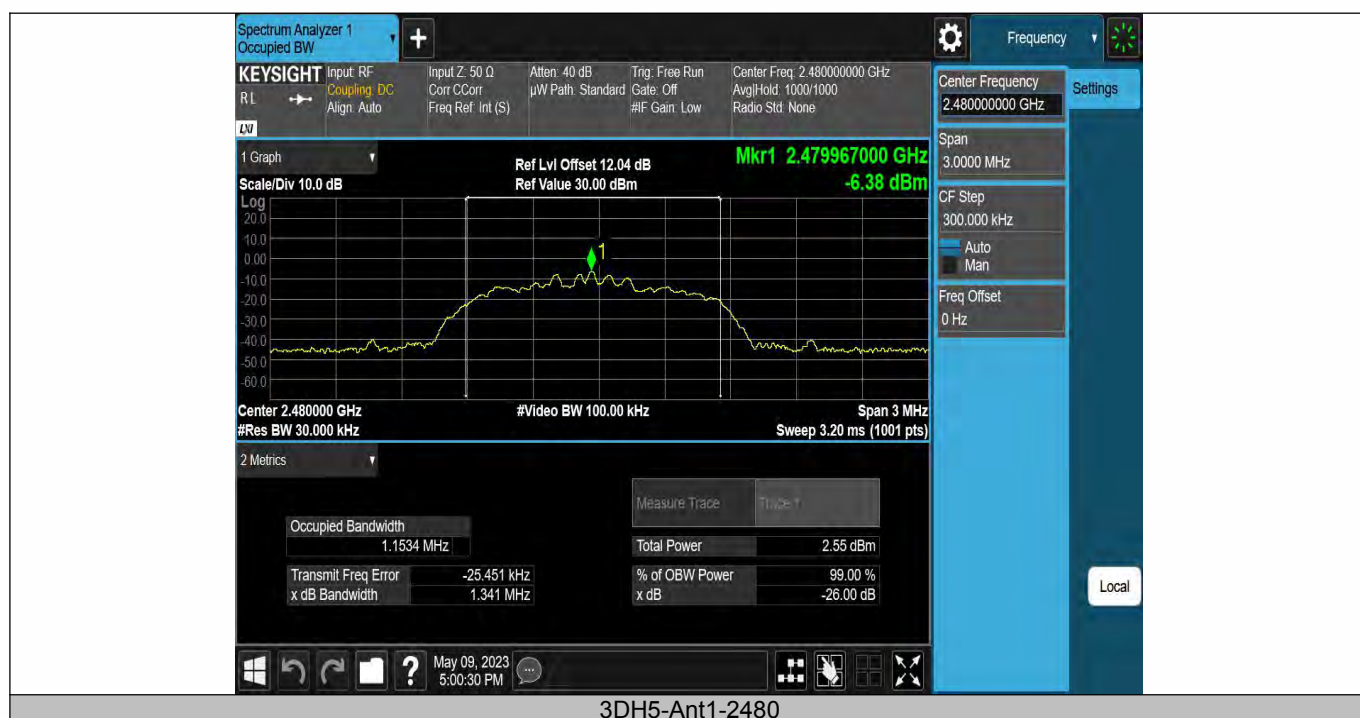 Spectrum Analyzer 1
Occupied BW
Frequency
KEYSIGHT
RL
LXI
Input: RF
Coupling: DC
Align: Auto
Input Z: 50 Ω
Corr CCorr
Freq Ref: Int (S)
Atten: 40 dB
µW Path: Standard
Trig: Free Run
Gate: Off
#IF Gain: Low
Center Freq: 2.480000000 GHz
Avg|Hold: 1000/1000
Radio Std: None
Center Frequency
2.480000000 GHz
Settings
Span
3.0000 MHz
CF Step
300.000 kHz
Auto
Man
Freq Offset
0 Hz
Local
1 Graph
Scale/Div 10.0 dB
Ref Lvl Offset 12.04 dB
Ref Value 30.00 dBm
Mkr1 2.479967000 GHz
-6.38 dBm
Log
20.0
10.0
0.00
-10.0
-20.0
-30.0
-40.0
-50.0
-60.0
1
Center 2.480000 GHz
#Video BW 100.00 kHz
Span 3 MHz
#Res BW 30.000 kHz
Sweep 3.20 ms (1001 pts)
2 Metrics
Measure Trace
Trace 1
Occupied Bandwidth
1.1534 MHz
Total Power 2.55 dBm
Transmit Freq Error -25.451 kHz
% of OBW Power 99.00 %
x dB Bandwidth 1.341 MHz
x dB -26.00 dB
?
May 09, 2023
5:00:30 PM
3DH5-Ant1-2480